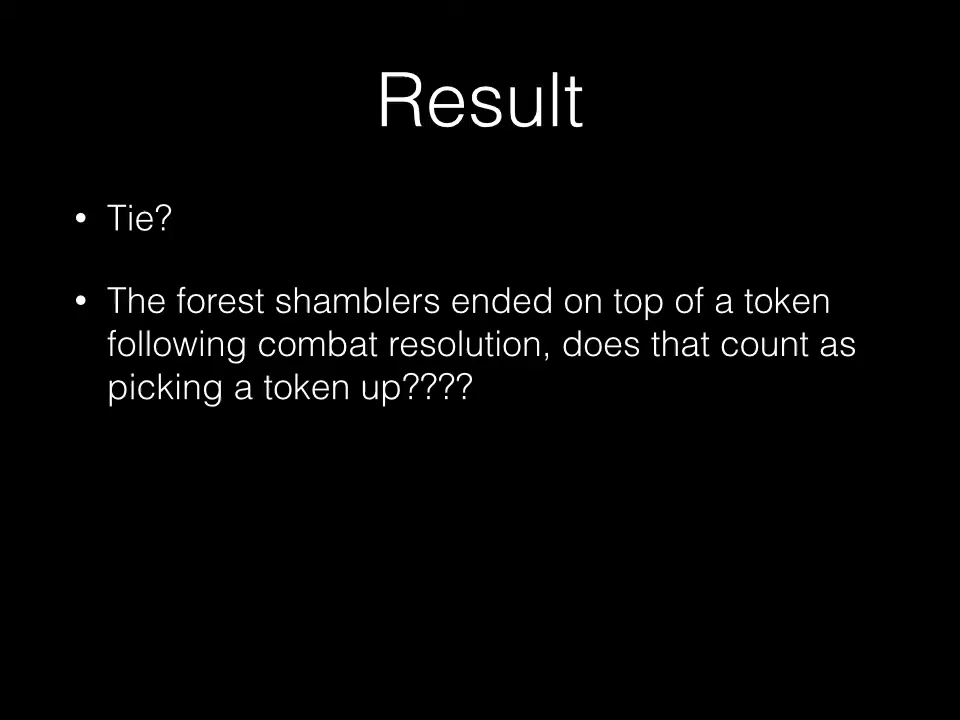 Result
• Tie?
• The forest shamblers ended on top of a token
following combat resolution, does that count as
picking a token up????